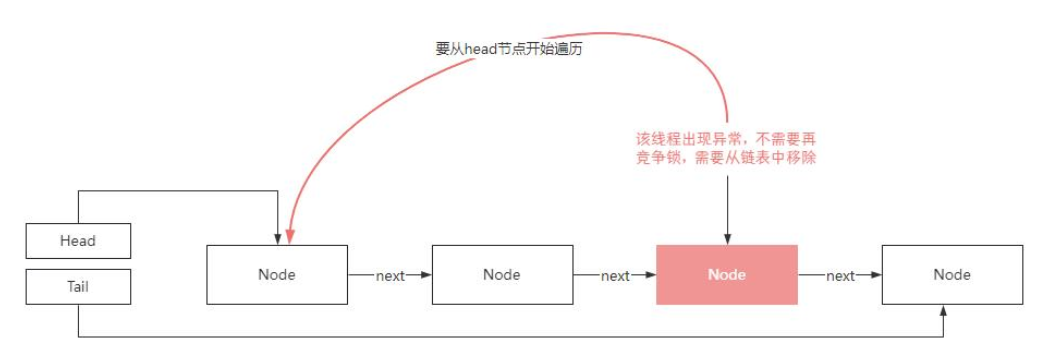 要从head节点开始遍历
该线程出现异常，不需要再
竞争锁，需要从链表中移除
Head
Tail
Node
next
Node
next
Node
next
Node